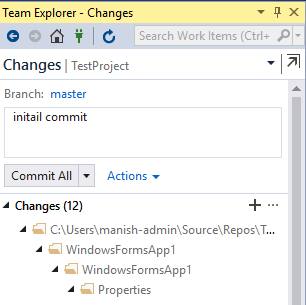 Team Explorer - Changes
Search Work Items (Ctrl+
Changes | TestProject
Branch: master
initail commit
Commit All Actions
Changes (12)
C:\Users\manish-admin\Source\Repos\T...
WindowsFormsApp1
WindowsFormsApp1
Properties